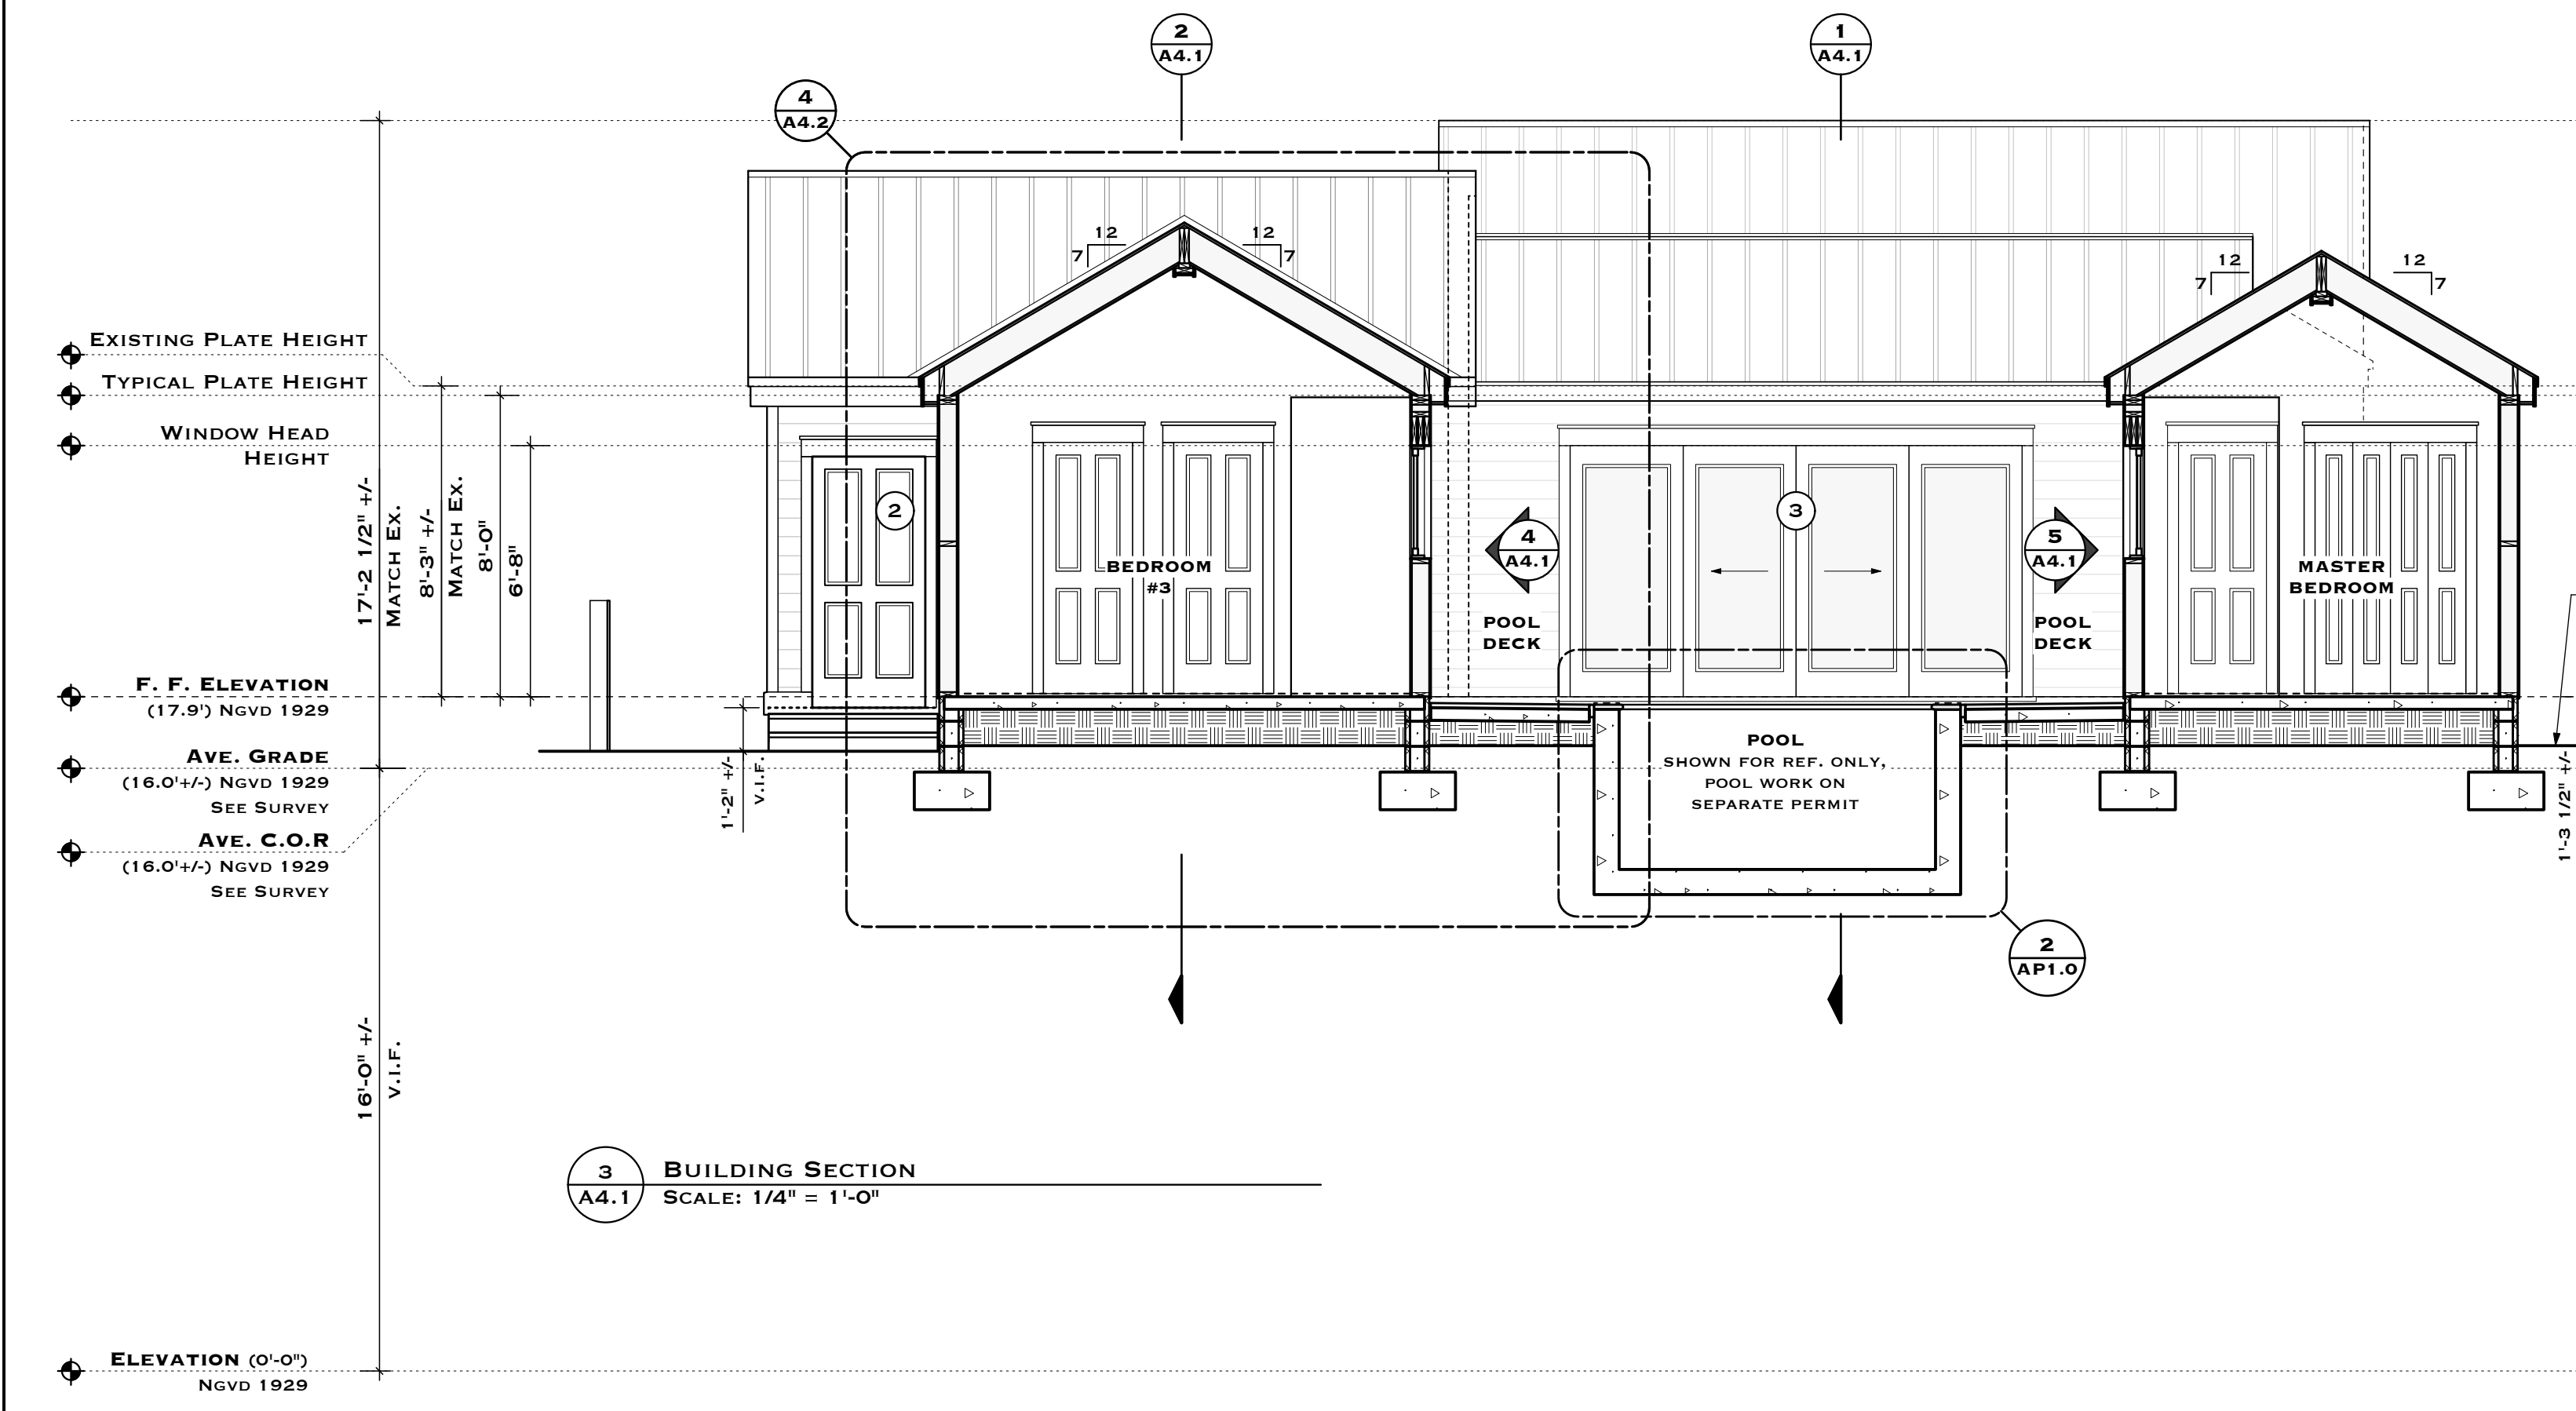 2
A4.1
1
A4.1
4
A4.2
12
7
12
7
12
7
12
7
Existing Plate Height
Typical Plate Height
Window Head
Height
17'-2 1/2" +/-
Match Ex.
8'-3" +/-
Match Ex.
8'-0"
6'-8"
2
3
4
A4.1
5
A4.1
Bedroom
#3
Master
Bedroom
Pool
Deck
Pool
Deck
F. F. Elevation
(17.9') Ngvd 1929
Ave. Grade
(16.0'+/-) Ngvd 1929
See Survey
Ave. C.O.R
(16.0'+/-) Ngvd 1929
See Survey
1'-2" +/-
V.I.F.
Pool
Shown for Ref. Only,
Pool Work on
Separate Permit
1'-3 1/2" +/-
2
AP1.0
16'-0" +/-
V.I.F.
3
A4.1
Building Section
Scale: 1/4" = 1'-0"
Elevation (0'-0")
Ngvd 1929